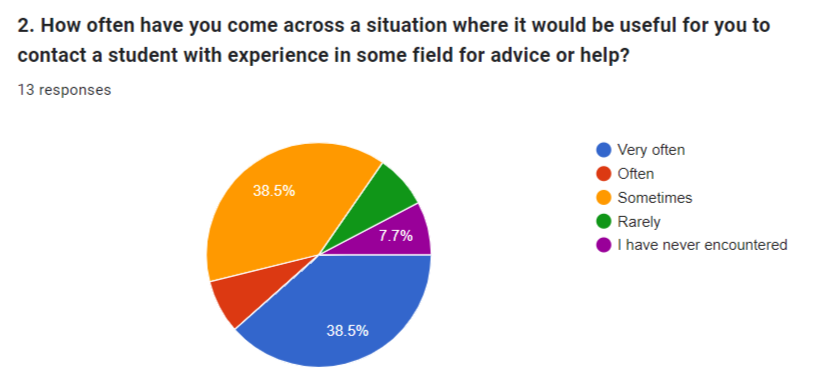 2. How often have you come across a situation where it would be useful for you to
contact a student with experience in some field for advice or help?
13 responses
38.5%
7.7%
38.5%
Very often
Often
Sometimes
Rarely
I have never encountered